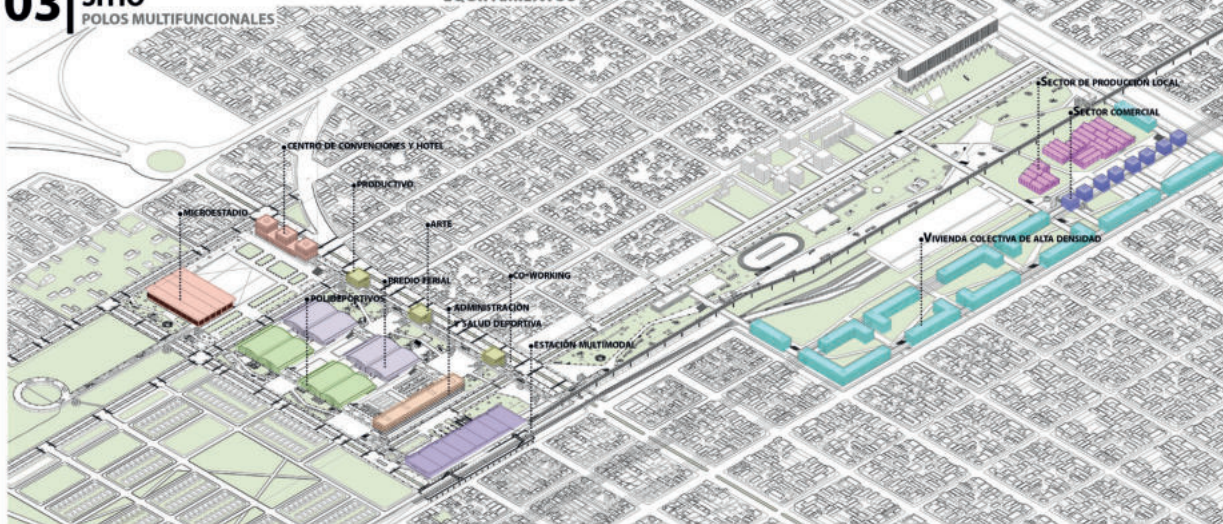 03 SITIO
POLOS MULTIFUNCIONALES
EQUIPAMIENTOS
SECTOR DE PRODUCCIÓN LOCAL
SECTOR COMERCIAL
CENTRO DE CONVENCIONES Y HOTEL
PRODUCTIVO
MICROESTADIO
ARTE
VIVIENDA COLECTIVA DE ALTA DENSIDAD
CO-WORKING
PREDIO FERIAL
POLIDEPORTIVOS
ADMINISTRACIÓN
Y SALUD DEPORTIVA
ESTACIÓN MULTIMODAL